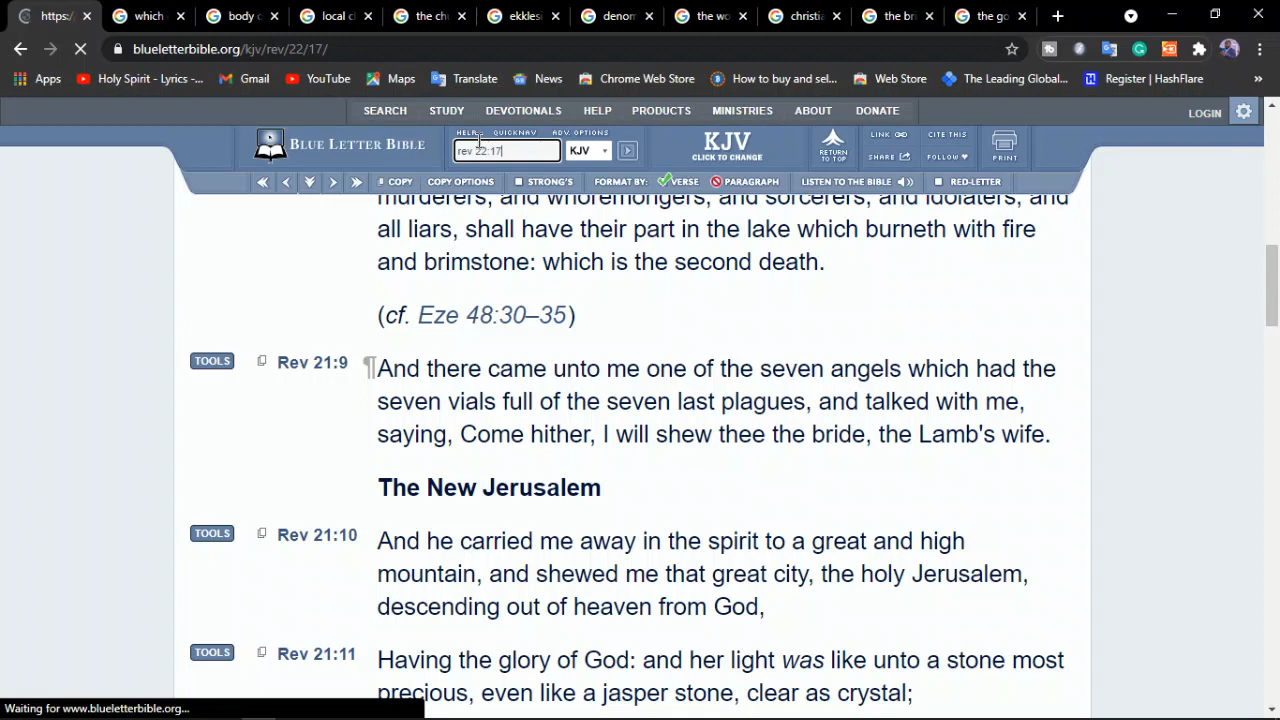 https:/
which
body o
local c
the chu
ekklesi
denom
the wo
christia
the bri
the go
blueletterbible.org/kjv/rev/22/17/
Apps
Holy Spirit - Lyrics -...
Gmail
YouTube
Maps
Translate
News
Chrome Web Store
How to buy and sel...
Web Store
The Leading Global...
Register | HashFlare
»
SEARCH STUDY DEVOTIONALS HELP PRODUCTS MINISTRIES ABOUT DONATE
LOGIN
BLUE LETTER BIBLE
HELP QUICKNAV ADV. OPTIONS
rev 22:17
KJV
KJV
CLICK TO CHANGE
RETURN
TO TOP
LINK
SHARE
CITE THIS
FOLLOW
PRINT
COPY COPY OPTIONS STRONG'S FORMAT BY: VERSE PARAGRAPH LISTEN TO THE BIBLE RED-LETTER
murderers, and whoremongers, and sorcerers, and idolaters, and
all liars, shall have their part in the lake which burneth with fire
and brimstone: which is the second death.
(cf. Eze 48:30–35)
TOOLS Rev 21:9 ¶And there came unto me one of the seven angels which had the
seven vials full of the seven last plagues, and talked with me,
saying, Come hither, I will shew thee the bride, the Lamb's wife.
The New Jerusalem
TOOLS Rev 21:10 And he carried me away in the spirit to a great and high
mountain, and shewed me that great city, the holy Jerusalem,
descending out of heaven from God,
TOOLS Rev 21:11 Having the glory of God: and her light was like unto a stone most
precious, even like a jasper stone, clear as crystal;
Waiting for www.blueletterbible.org...